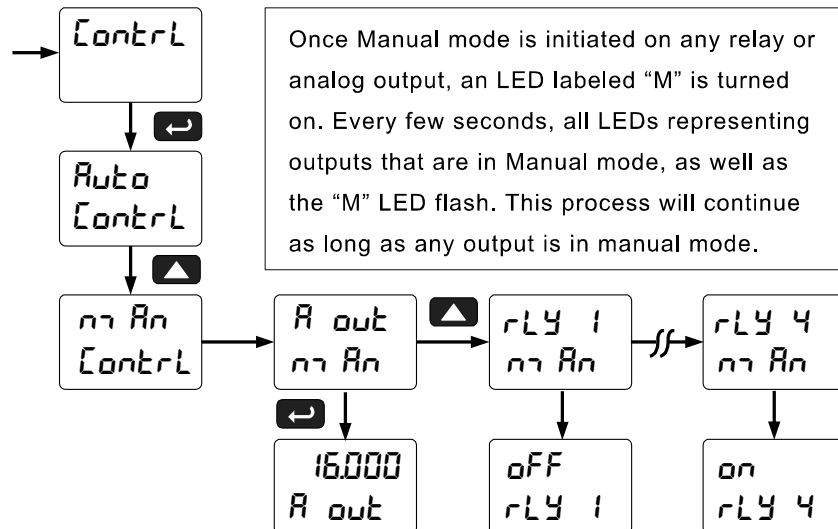 Contrl
Once Manual mode is initiated on any relay or
analog output, an LED labeled “M” is turned
on. Every few seconds, all LEDs representing
outputs that are in Manual mode, as well as
the “M” LED flash. This process will continue
as long as any output is in manual mode.
Auto
Contrl
mAn
Contrl
A out
mAn
rLY 1
mAn
rLY 4
mAn
16.000
A out
oFF
rLY 1
on
rLY 4